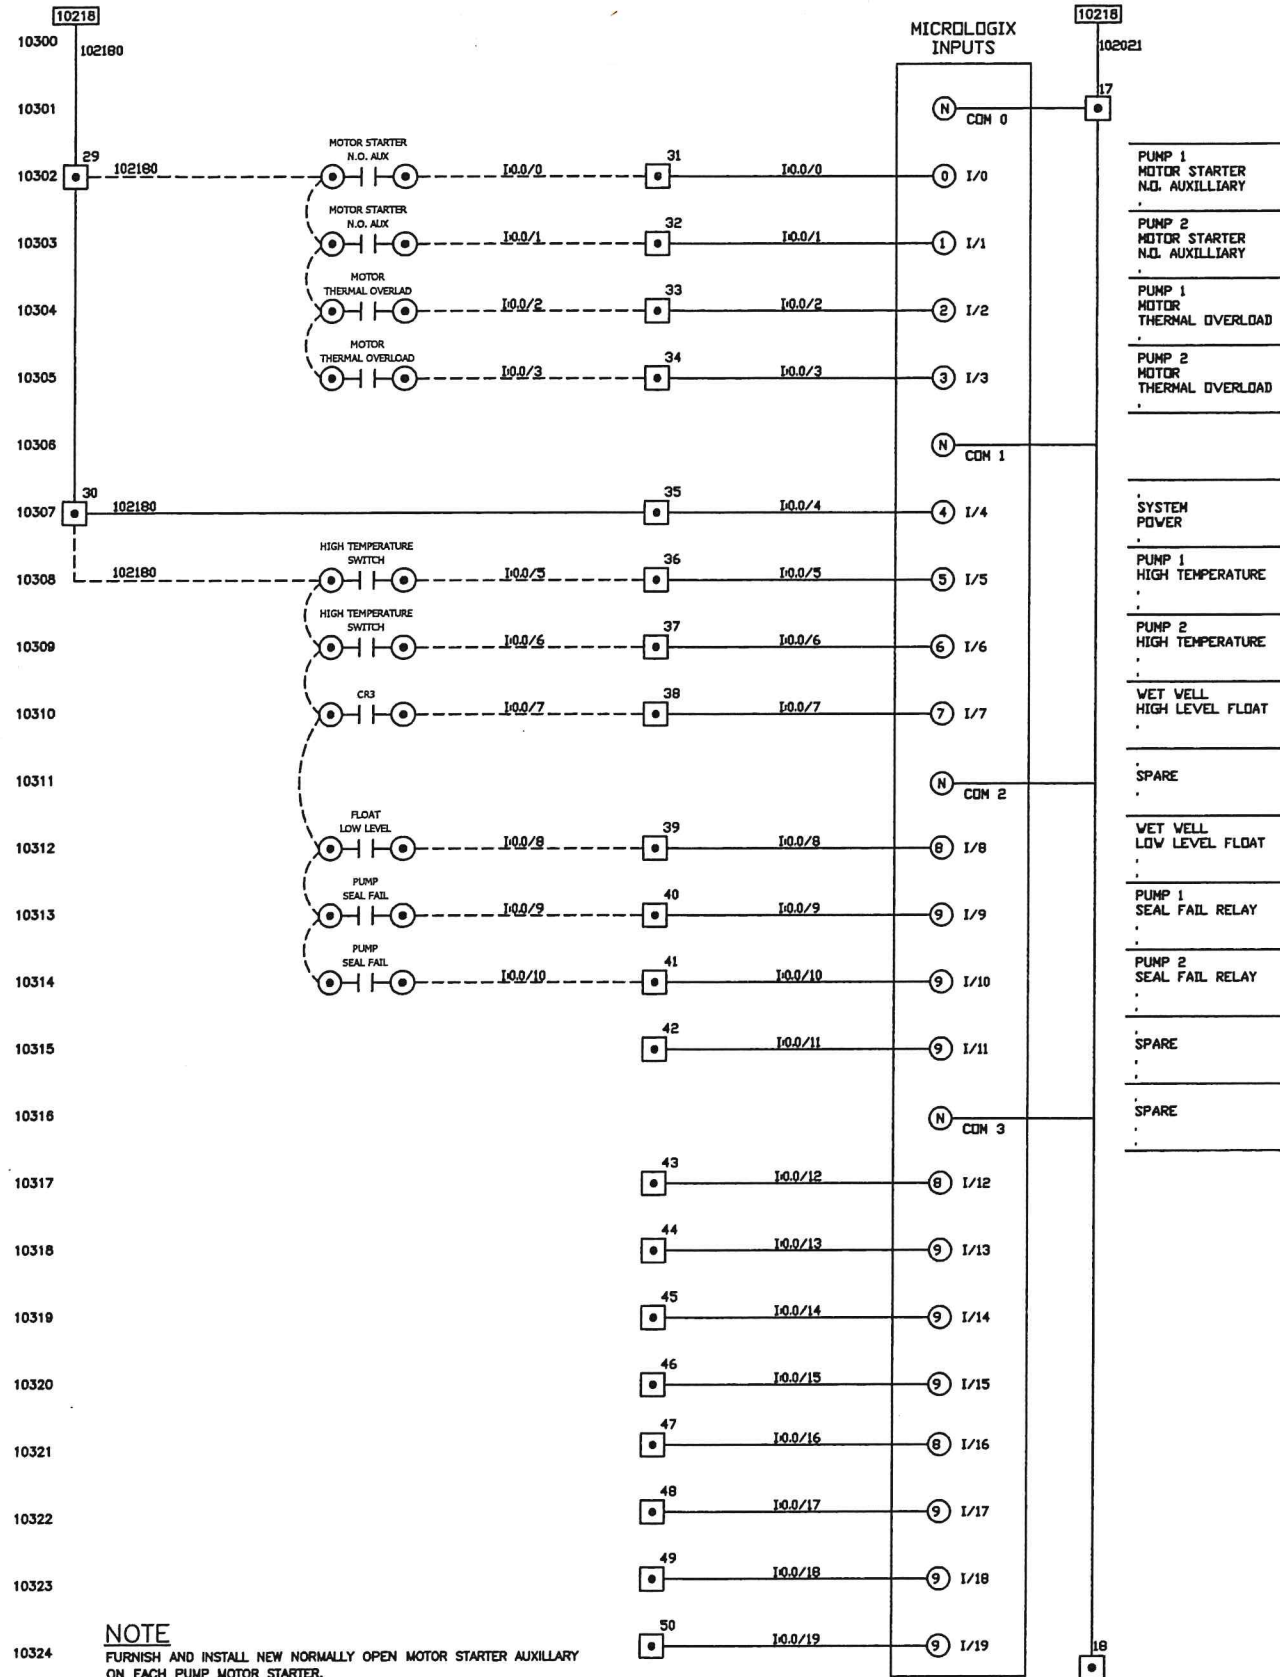 10218
10218
MICROLOGIX
INPUTS
10300
102180
102021
17
10301
N
COM 0
MOTOR STARTER
N.O. AUX
PUMP 1
MOTOR STARTER
N.O. AUXILLIARY
29
10302
102180
I:0.0/0
31
I:0.0/0
0
I/0
MOTOR STARTER
N.O. AUX
PUMP 2
MOTOR STARTER
N.O. AUXILLIARY
10303
I:0.0/1
32
I:0.0/1
1
I/1
MOTOR
THERMAL OVERLAD
PUMP 1
MOTOR
THERMAL OVERLOAD
10304
I:0.0/2
33
I:0.0/2
2
I/2
MOTOR
THERMAL OVERLOAD
PUMP 2
MOTOR
THERMAL OVERLOAD
10305
I:0.0/3
34
I:0.0/3
3
I/3
10306
N
COM 1
30
10307
102180
35
I:0.0/4
4
I/4
SYSTEM
POWER
HIGH TEMPERATURE
SWITCH
PUMP 1
HIGH TEMPERATURE
10308
102180
I:0.0/5
36
I:0.0/5
5
I/5
HIGH TEMPERATURE
SWITCH
PUMP 2
HIGH TEMPERATURE
10309
I:0.0/6
37
I:0.0/6
6
I/6
CR3
WET WELL
HIGH LEVEL FLOAT
10310
I:0.0/7
38
I:0.0/7
7
I/7
10311
N
COM 2
SPARE
FLOAT
LOW LEVEL
WET WELL
LOW LEVEL FLOAT
10312
I:0.0/8
39
I:0.0/8
8
I/8
PUMP
SEAL FAIL
PUMP 1
SEAL FAIL RELAY
10313
I:0.0/9
40
I:0.0/9
9
I/9
PUMP
SEAL FAIL
PUMP 2
SEAL FAIL RELAY
10314
I:0.0/10
41
I:0.0/10
9
I/10
10315
42
I:0.0/11
9
I/11
SPARE
10316
N
COM 3
SPARE
10317
43
I:0.0/12
8
I/12
10318
44
I:0.0/13
9
I/13
10319
45
I:0.0/14
9
I/14
10320
46
I:0.0/15
9
I/15
10321
47
I:0.0/16
8
I/16
10322
48
I:0.0/17
9
I/17
10323
49
I:0.0/18
9
I/18
10324
50
I:0.0/19
9
I/19
18
NOTE
FURNISH AND INSTALL NEW NORMALLY OPEN MOTOR STARTER AUXILLARY
ON EACH PUMP MOTOR STARTER.